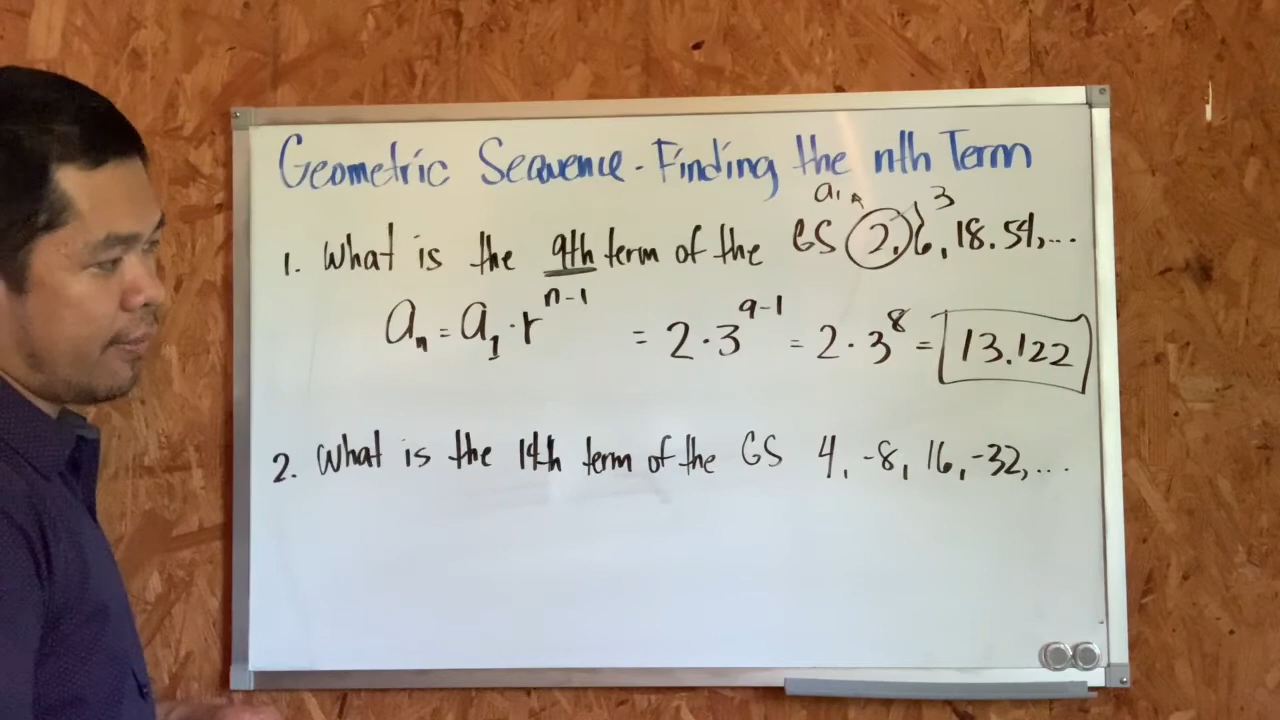 Geometric Sequence - Finding the nth Term
a₁ 3
1. What is the 9th term of the GS 2, 6, 18, 54, ...
aₙ = a₁ · r^(n-1) = 2 · 3^(9-1) = 2 · 3^8 = 13,122
2. What is the 14th term of the GS 4, -8, 16, -32, ...